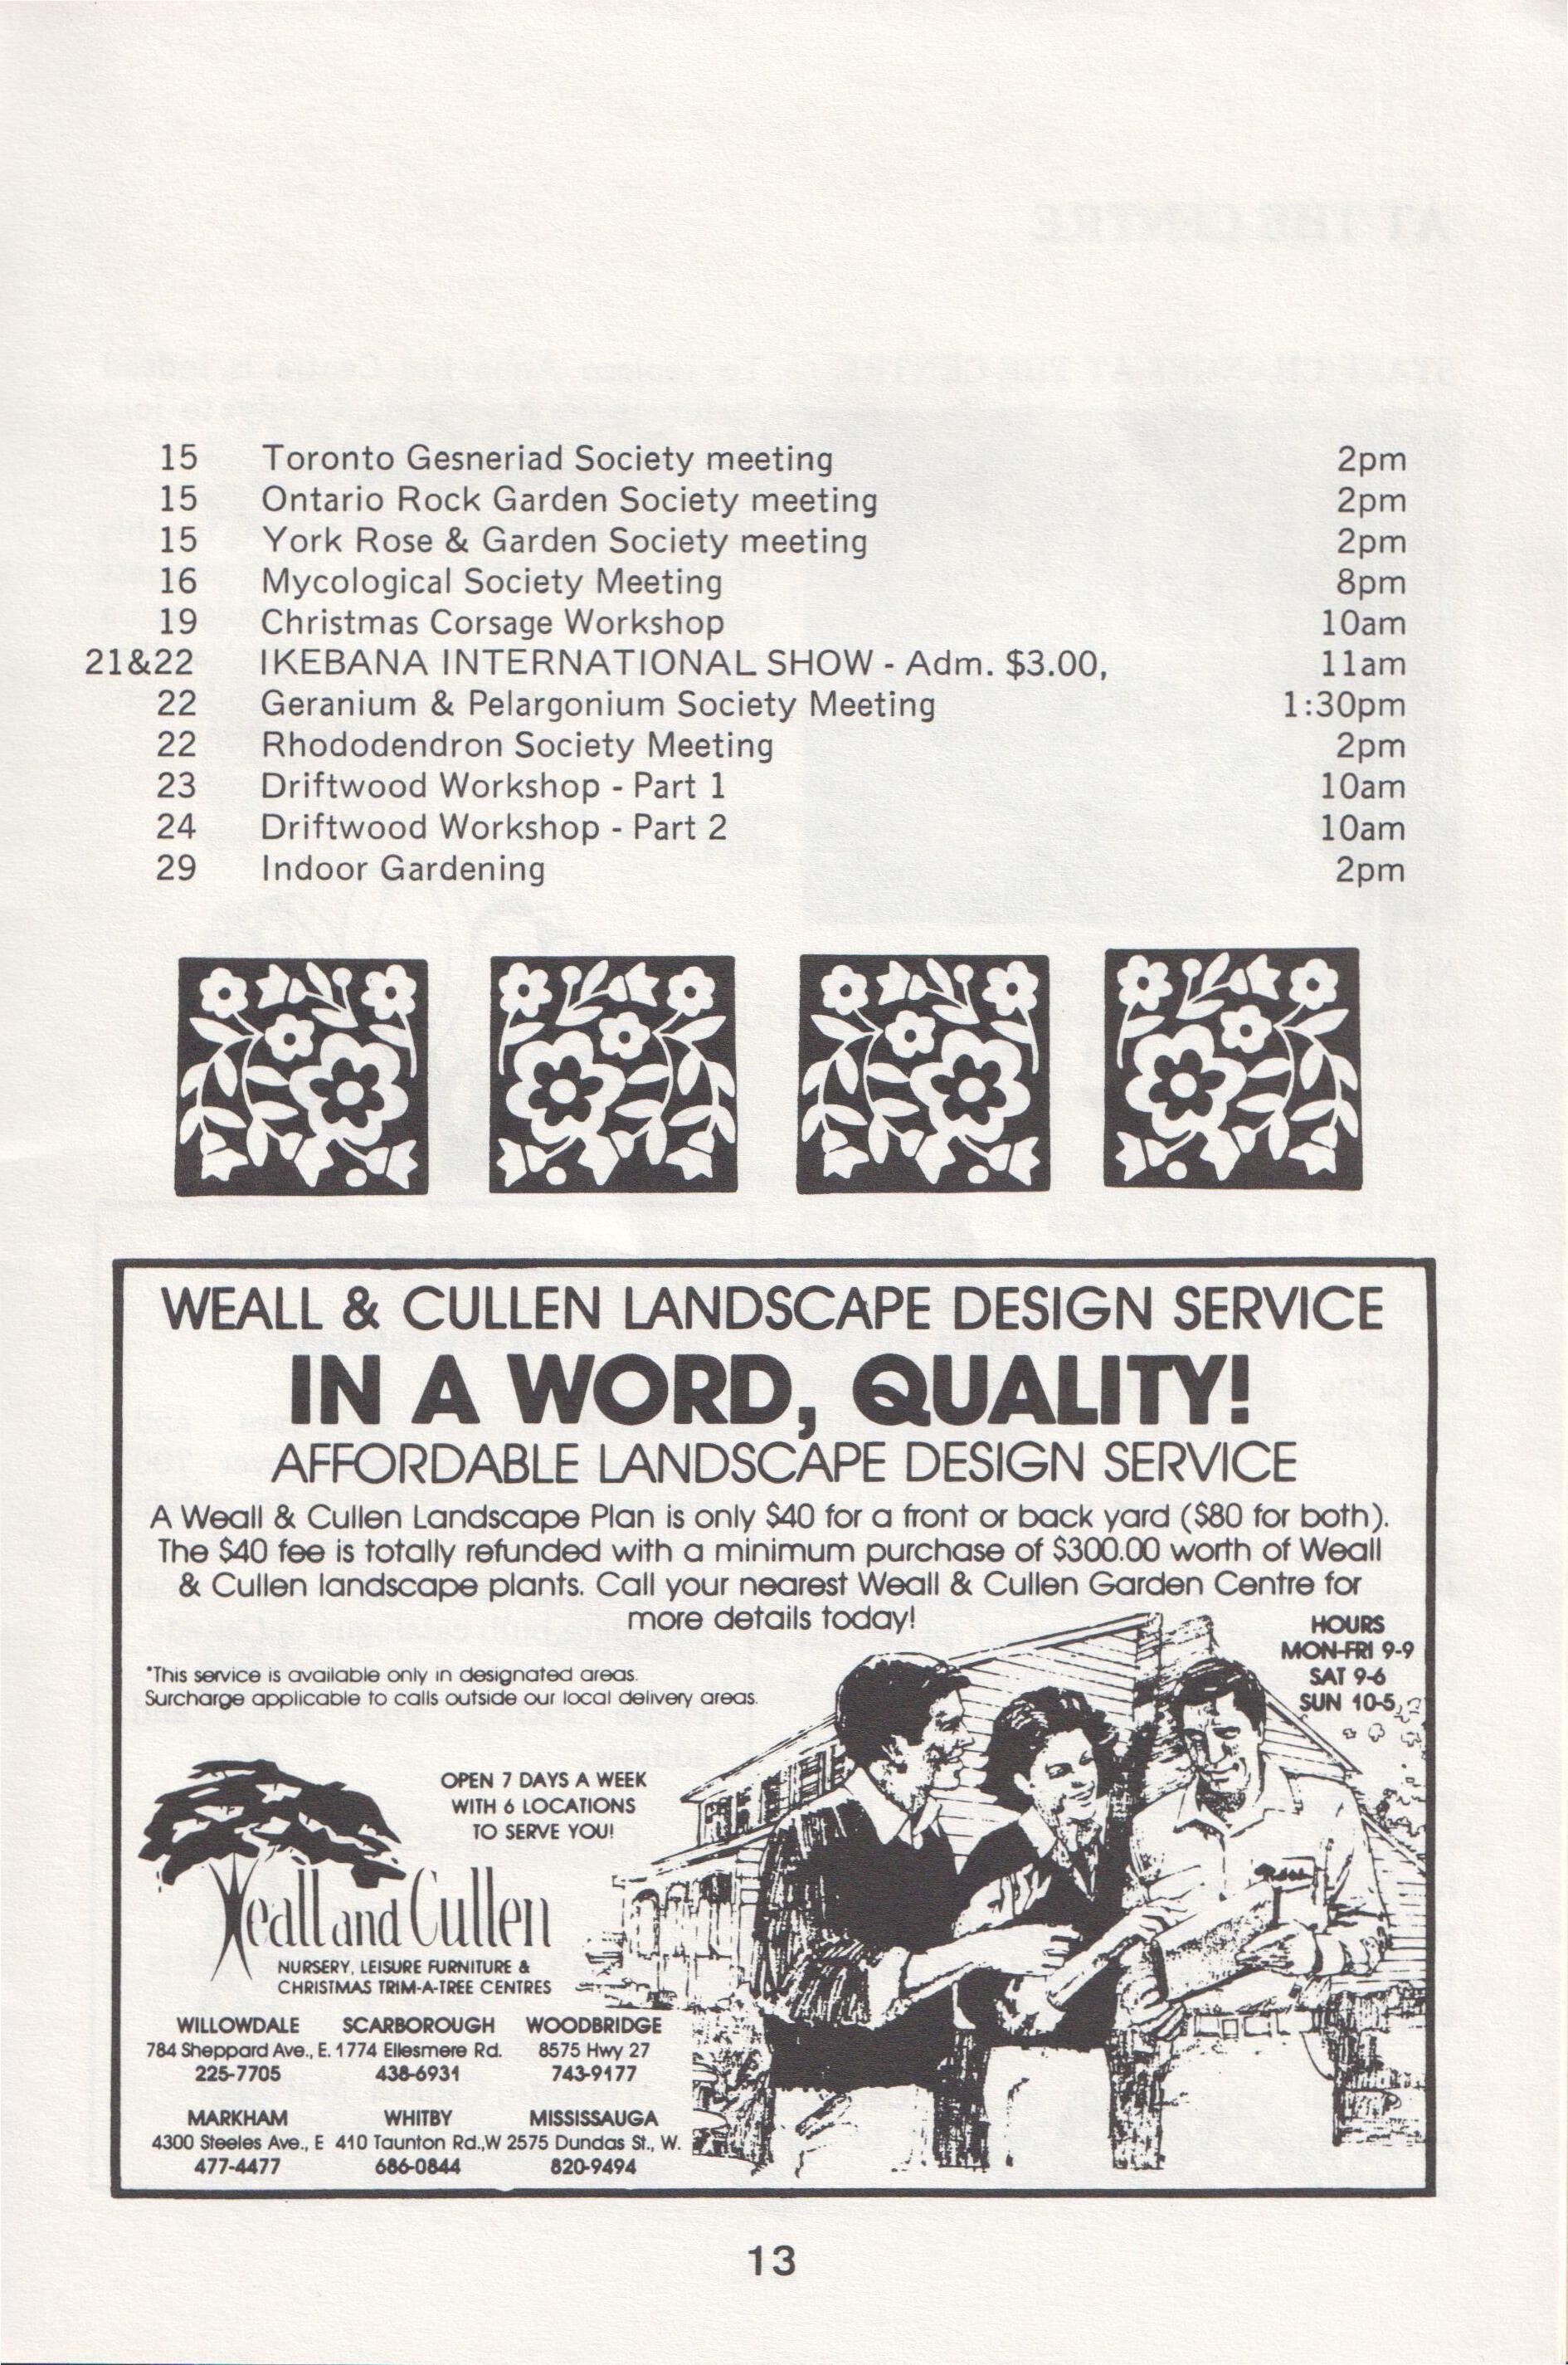 15 Toronto Gesneriad Society meeting 2pm
15 Ontario Rock Garden Society meeting 2pm
15 York Rose & Garden Society meeting 2pm
16 Mycological Society Meeting 8pm
19 Christmas Corsage Workshop 10am
21&22 IKEBANA INTERNATIONAL SHOW - Adm. $3.00, 11am
22 Geranium & Pelargonium Society Meeting 1:30pm
22 Rhododendron Society Meeting 2pm
23 Driftwood Workshop - Part 1 10am
24 Driftwood Workshop - Part 2 10am
29 Indoor Gardening 2pm
WEALL & CULLEN LANDSCAPE DESIGN SERVICE
IN A WORD, QUALITY!
AFFORDABLE LANDSCAPE DESIGN SERVICE
A Weall & Cullen Landscape Plan is only $40 for a front or back yard ($80 for both).
The $40 fee is totally refunded with a minimum purchase of $300.00 worth of Weall
& Cullen landscape plants. Call your nearest Weall & Cullen Garden Centre for
more details today!
HOURS
MON-FRI 9-9
SAT 9-6
SUN 10-5
*This service is available only in designated areas.
Surcharge applicable to calls outside our local delivery areas.
OPEN 7 DAYS A WEEK
WITH 6 LOCATIONS
TO SERVE YOU!
Weall and Cullen
NURSERY, LEISURE FURNITURE &
CHRISTMAS TRIM-A-TREE CENTRES
WILLOWDALE SCARBOROUGH WOODBRIDGE
784 Sheppard Ave., E. 1774 Ellesmere Rd. 8575 Hwy 27
225-7705 438-6931 743-9177
MARKHAM WHITBY MISSISSAUGA
4300 Steeles Ave., E 410 Taunton Rd.,W 2575 Dundas St., W.
477-4477 686-0844 820-9494
13